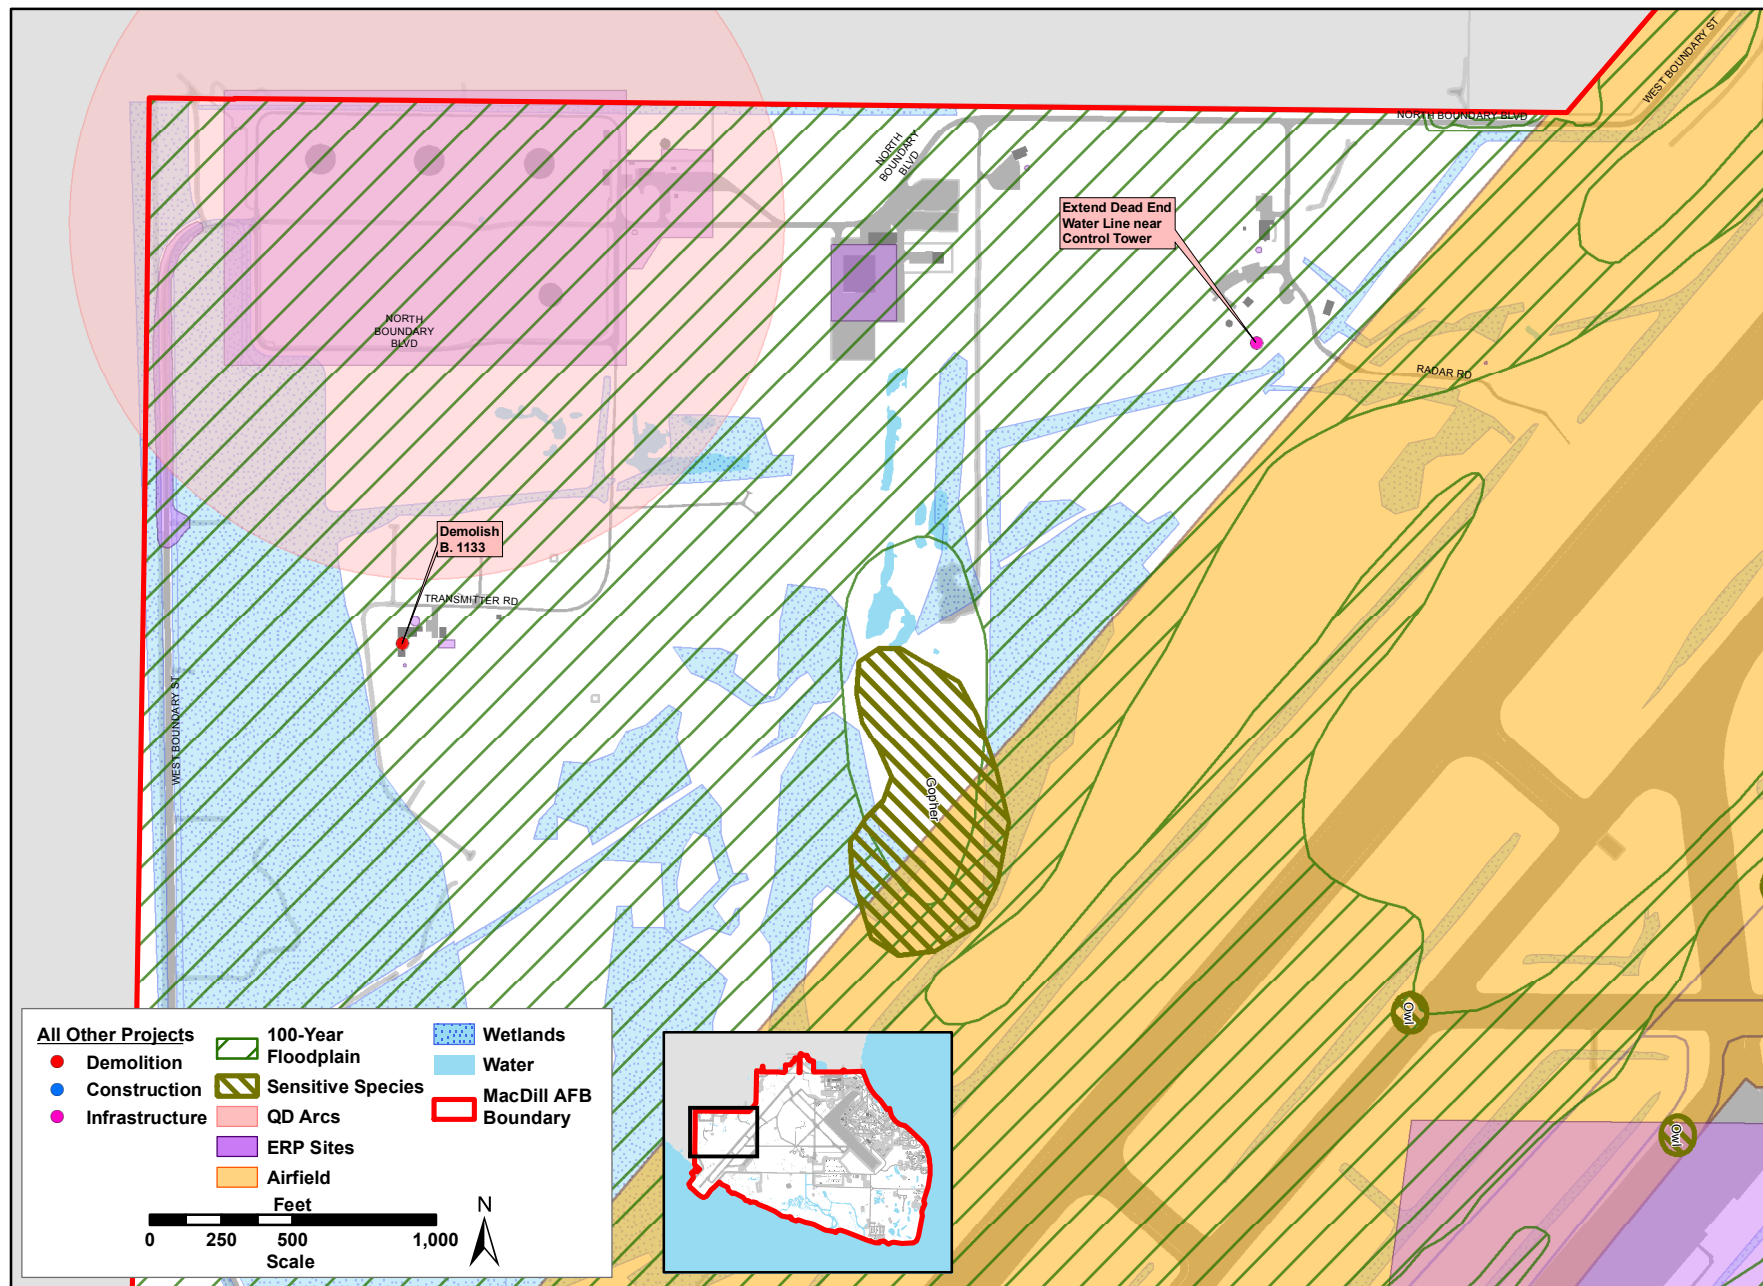 WEST BOUNDARY ST
NORTH BOUNDARY BLVD
NORTH
BOUNDARY
BLVD
Extend Dead End
Water Line near
Control Tower
NORTH
BOUNDARY
BLVD
RADAR RD
Demolish
B. 1133
TRANSMITTER RD
WEST BOUNDARY ST
Gopher
Owl
Owl
All Other Projects
Demolition
Construction
Infrastructure
100-Year
Floodplain
Sensitive Species
QD Arcs
ERP Sites
Airfield
Wetlands
Water
MacDill AFB
Boundary
Feet
0 250 500 1,000
Scale
N